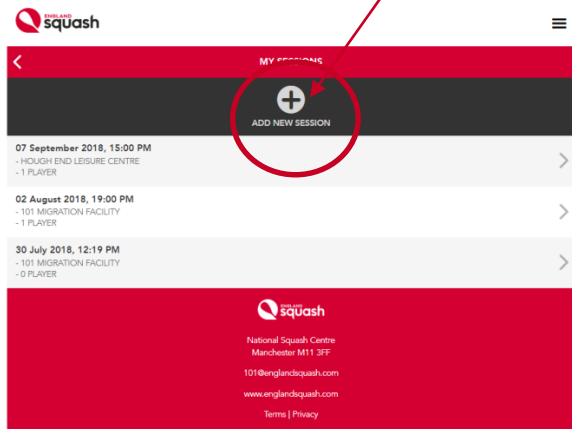 ENGLAND
squash
MY SESSIONS
ADD NEW SESSION
07 September 2018, 15:00 PM
- HOUGH END LEISURE CENTRE
- 1 PLAYER
02 August 2018, 19:00 PM
- 101 MIGRATION FACILITY
- 1 PLAYER
30 July 2018, 12:19 PM
- 101 MIGRATION FACILITY
- 0 PLAYER
ENGLAND
squash
National Squash Centre
Manchester M11 3FF
101@englandsquash.com
www.englandsquash.com
Terms | Privacy